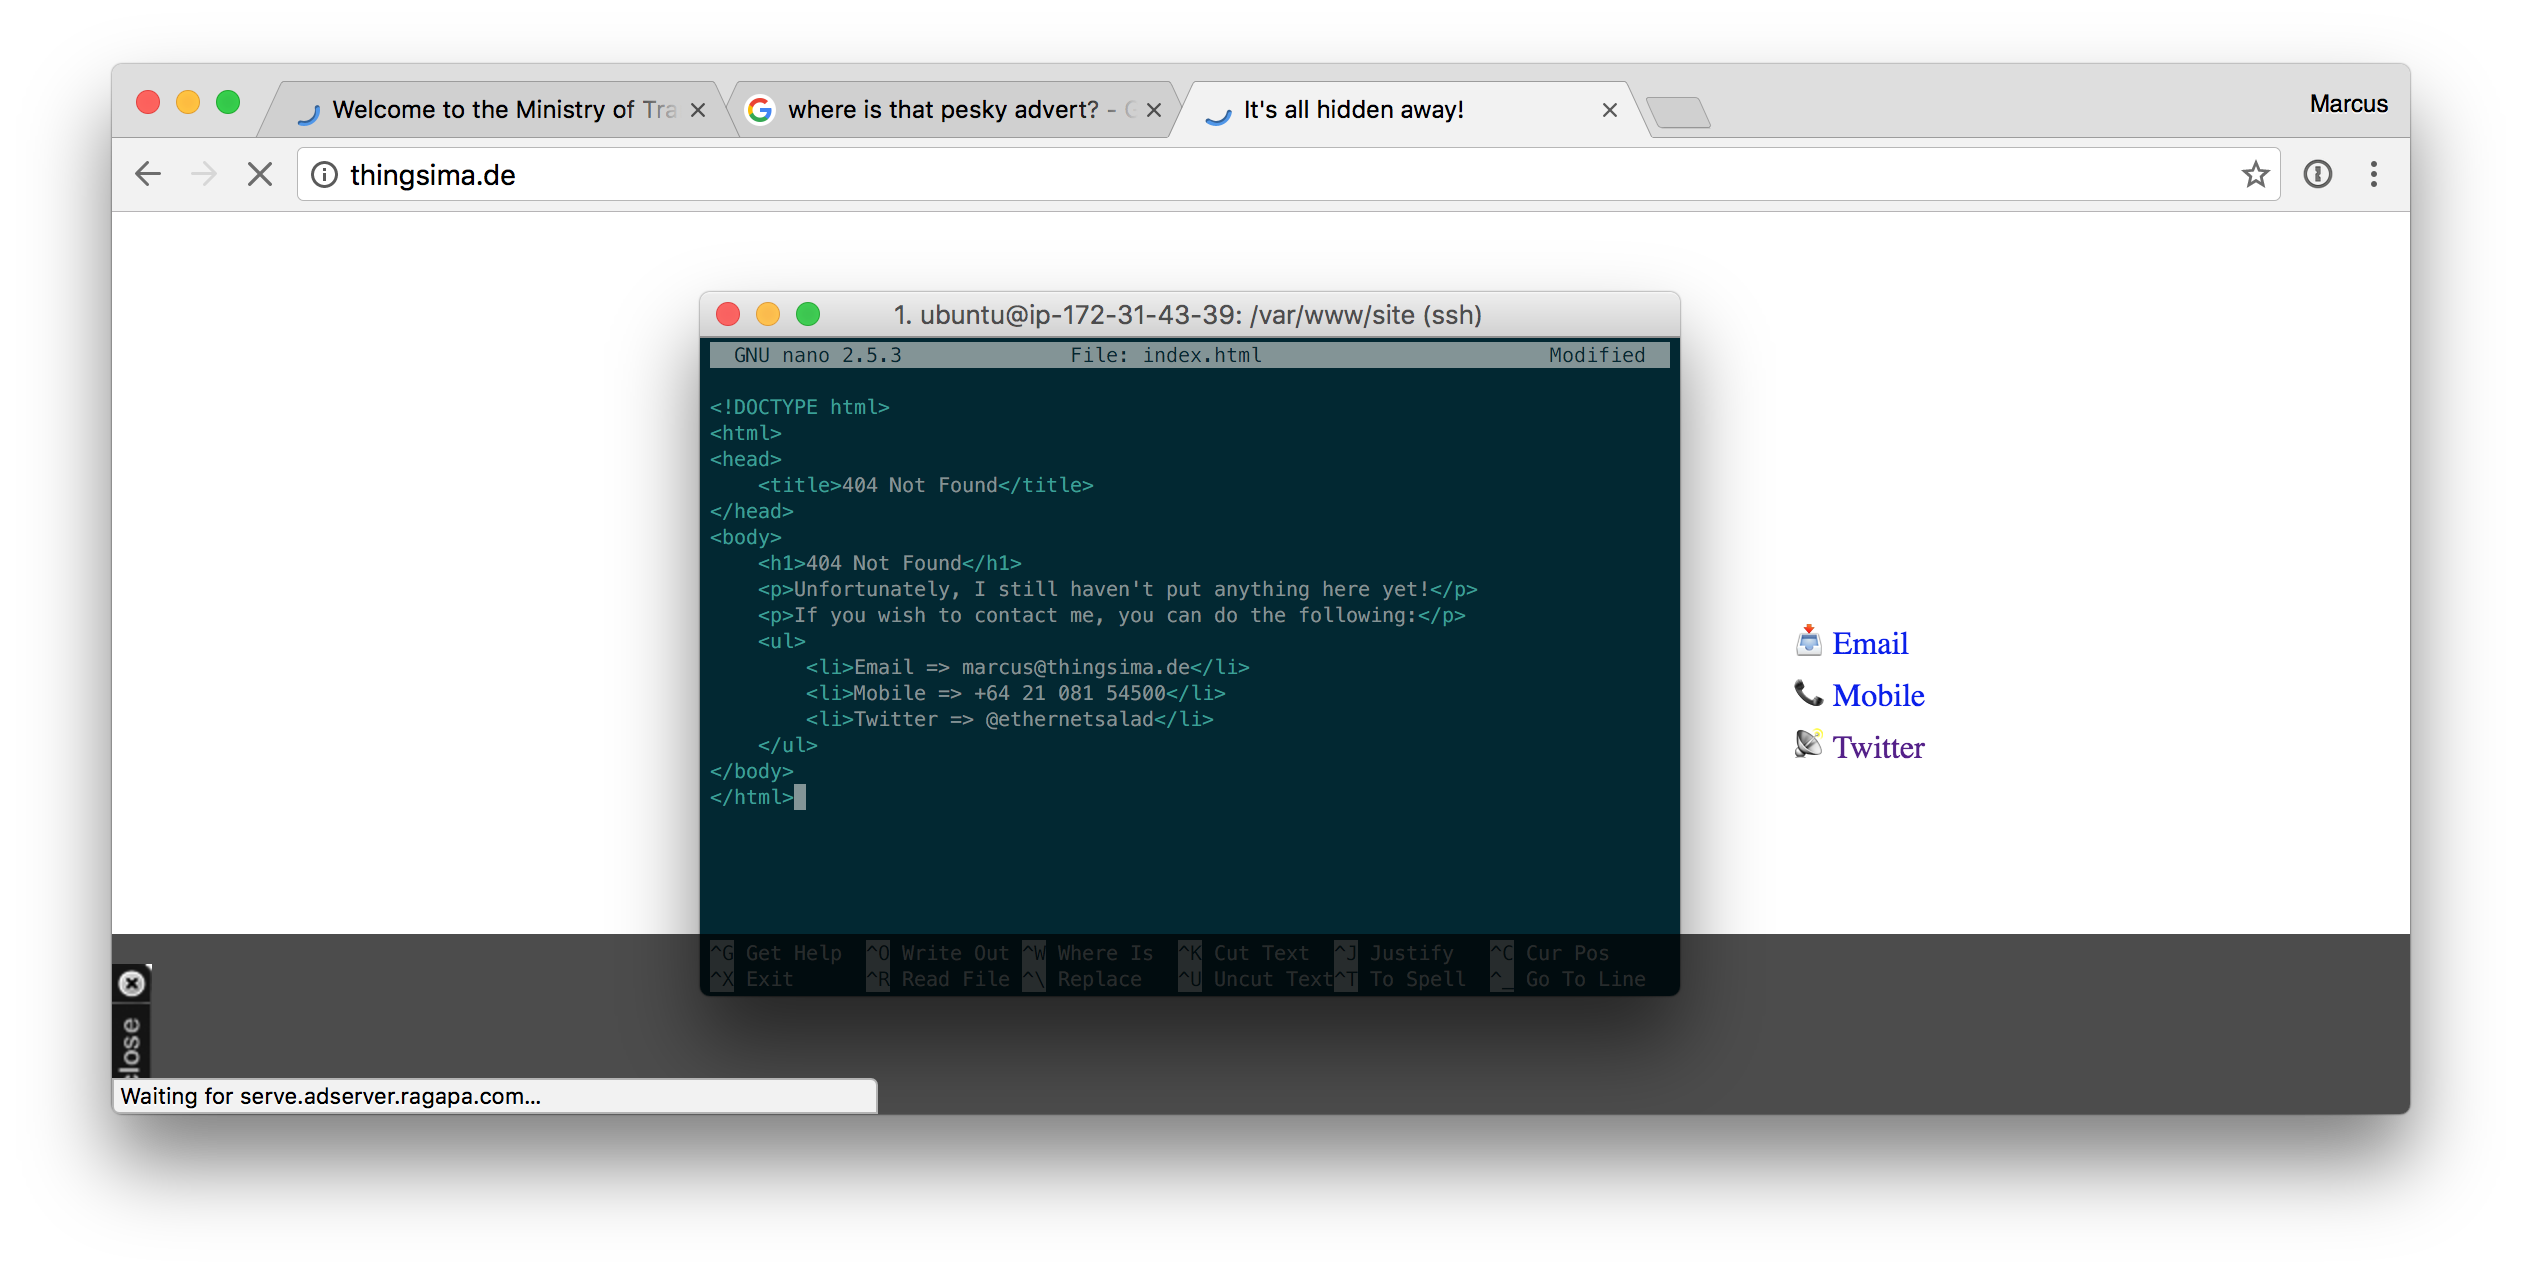 Welcome to the Ministry of Tra
where is that pesky advert? - G
It's all hidden away!
Marcus
thingsima.de
1. ubuntu@ip-172-31-43-39: /var/www/site (ssh)
GNU nano 2.5.3 File: index.html Modified
<!DOCTYPE html>
<html>
<head>
    <title>404 Not Found</title>
</head>
<body>
    <h1>404 Not Found</h1>
    <p>Unfortunately, I still haven't put anything here yet!</p>
    <p>If you wish to contact me, you can do the following:</p>
    <ul>
        <li>Email => marcus@thingsima.de</li>
        <li>Mobile => +64 21 081 54500</li>
        <li>Twitter => @ethernetsalad</li>
    </ul>
</body>
</html>
^G Get Help ^O Write Out ^W Where Is ^K Cut Text ^J Justify ^C Cur Pos
^X Exit ^R Read File ^\ Replace ^U Uncut Text ^T To Spell ^_ Go To Line
Email
Mobile
Twitter
close
Waiting for serve.adserver.ragapa.com...